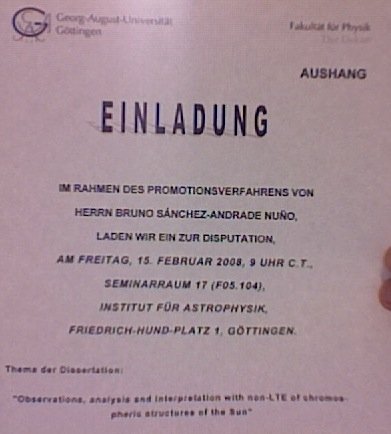 Georg-August-Universität
Göttingen
Fakultät für Physik
Der Dekan
AUSHANG
EINLADUNG
IM RAHMEN DES PROMOTIONSVERFAHRENS VON
HERRN BRUNO SÁNCHEZ-ANDRADE NUÑO,
LADEN WIR EIN ZUR DISPUTATION,
AM FREITAG, 15. FEBRUAR 2008, 9 UHR C.T.,
SEMINARRAUM 17 (F05.104),
INSTITUT FÜR ASTROPHYSIK,
FRIEDRICH-HUND-PLATZ 1, GÖTTINGEN.
Thema der Dissertation:
"Observations, analysis and interpretation with non-LTE of chromos-
pheric structures of the Sun"